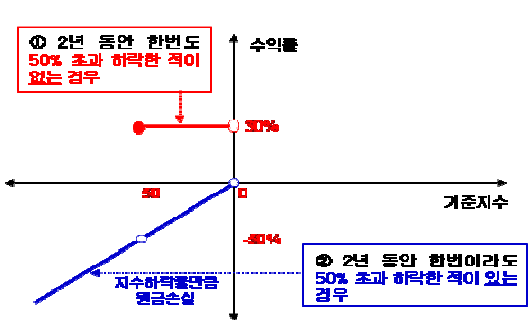 ① 2년 동안 한번도
50% 초과 하락한 적이
없는 경우
수익률
30%
50
0
기준지수
-30%
지수하락률만큼
원금손실
② 2년 동안 한번이라도
50% 초과 하락한 적이 있는
경우